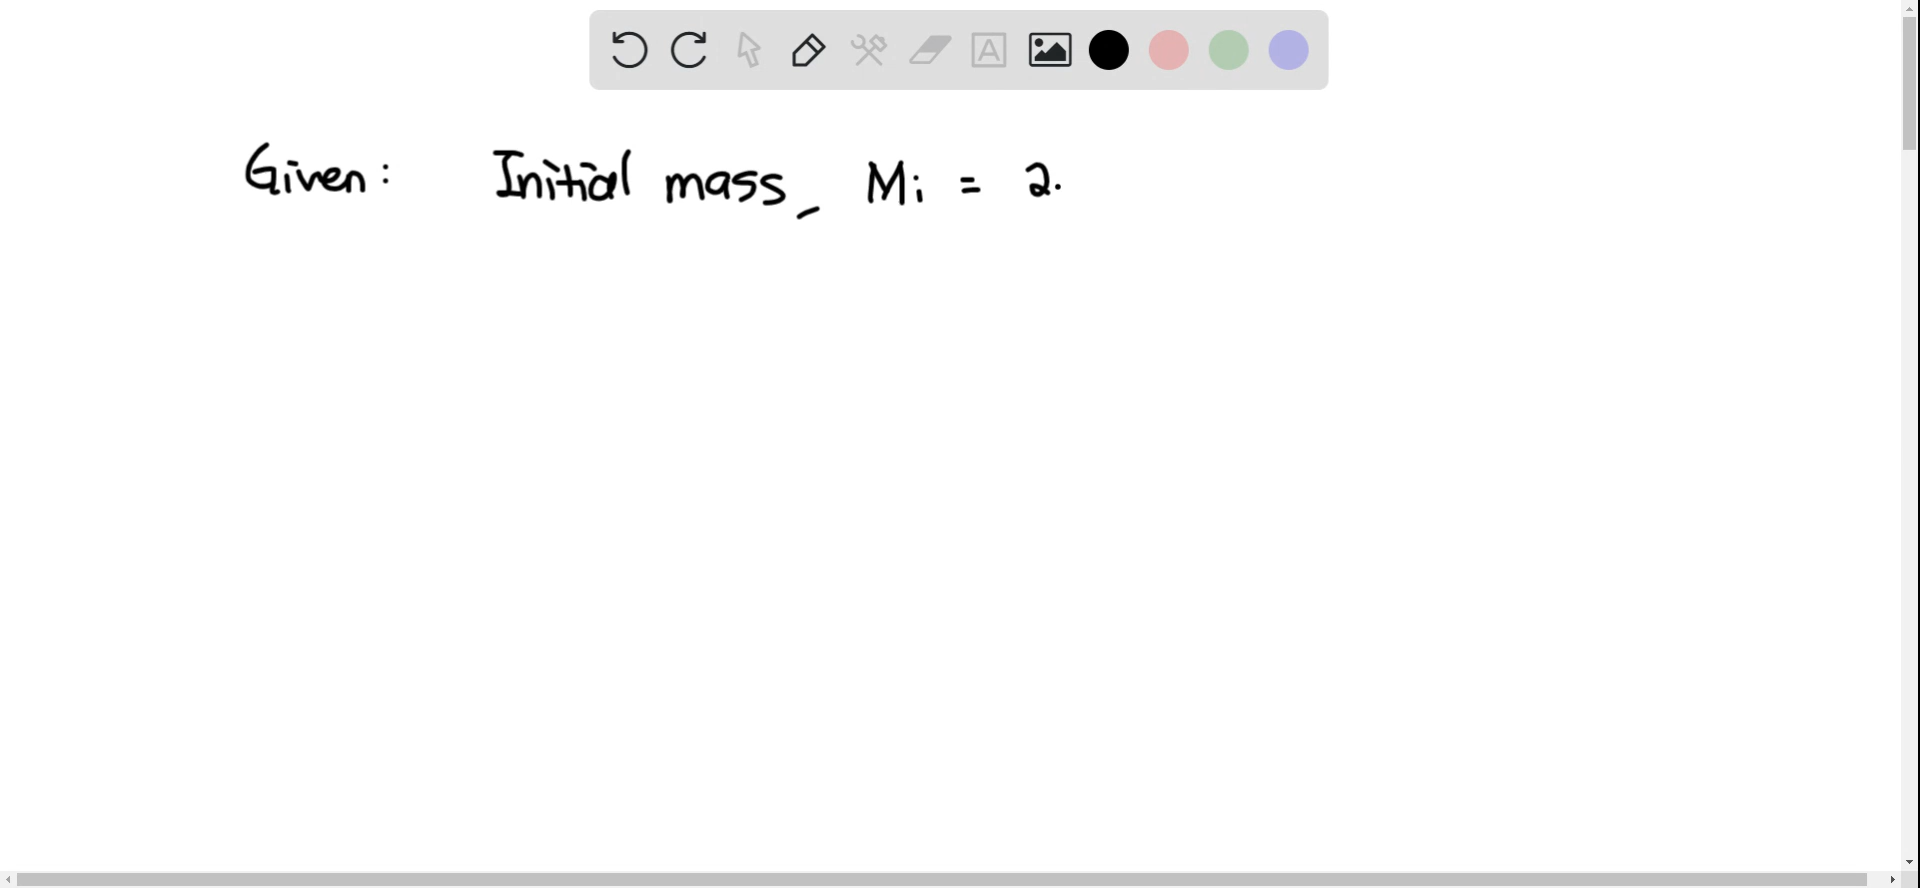 Given: Initial mass, Mi = 2.